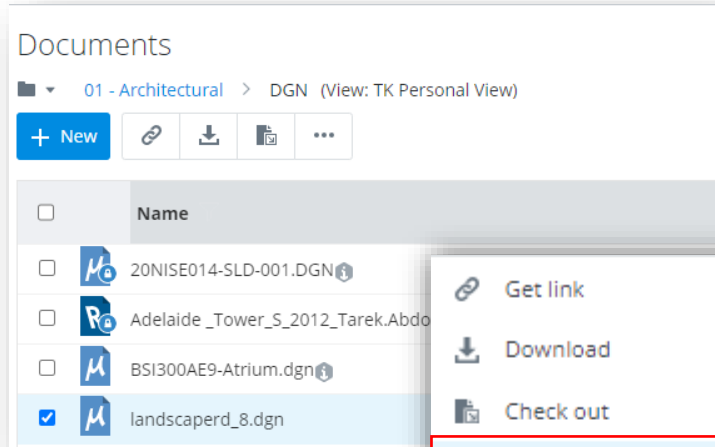 Documents
01 - Architectural > DGN (View: TK Personal View)
+ New
Name
20NISE014-SLD-001.DGN
Adelaide _Tower_S_2012_Tarek.Abdo
BSI300AE9-Atrium.dgn
landscaperd_8.dgn
Get link
Download
Check out